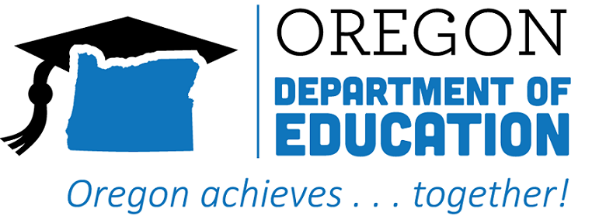 OREGON
DEPARTMENT OF
EDUCATION
Oregon achieves . . . together!